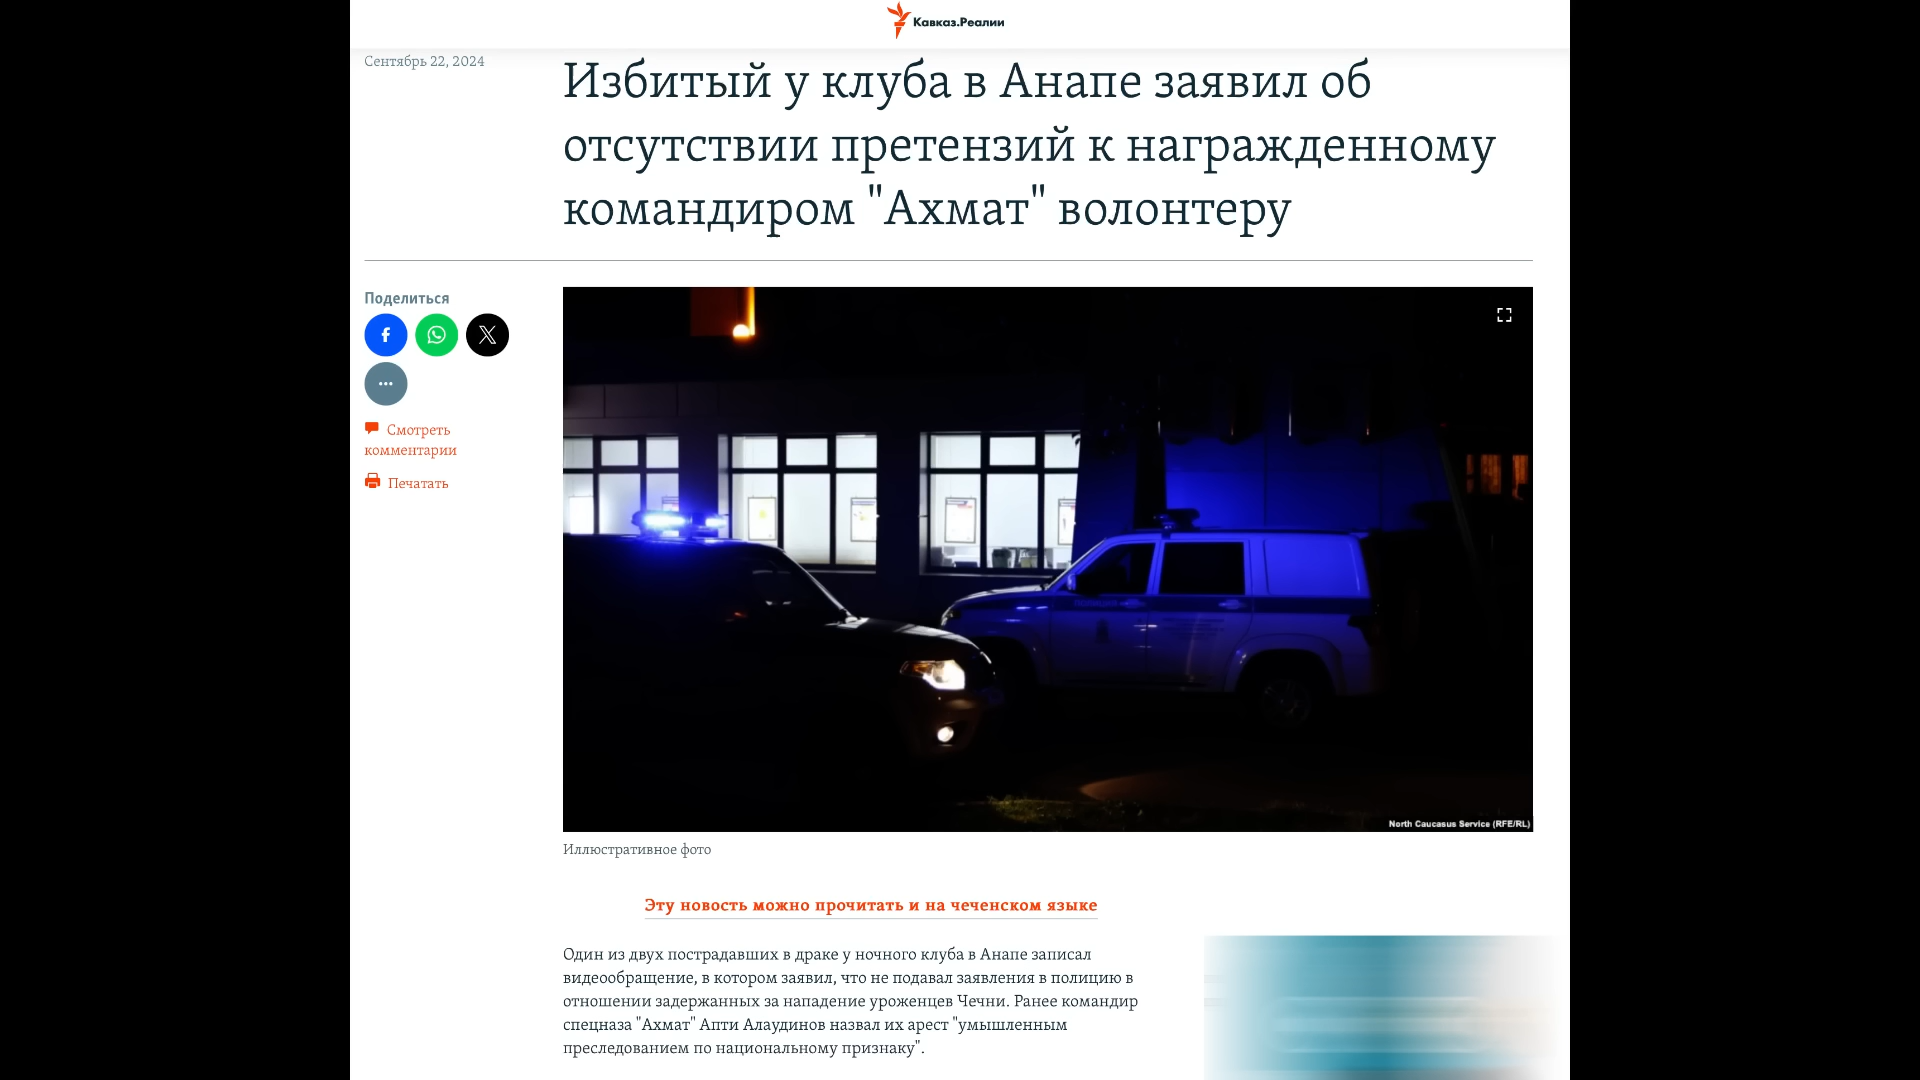 Кавказ.Реалии
Сентябрь 22, 2024
Избитый у клуба в Анапе заявил об
отсутствии претензий к награжденному
командиром "Ахмат" волонтеру
Поделиться
Смотреть
комментарии
Печатать
ПОЛИЦИЯ
North Caucasus Service (RFE/RL)
Иллюстративное фото
Эту новость можно прочитать и на чеченском языке
Один из двух пострадавших в драке у ночного клуба в Анапе записал
видеообращение, в котором заявил, что не подавал заявления в полицию в
отношении задержанных за нападение уроженцев Чечни. Ранее командир
спецназа "Ахмат" Апти Алаудинов назвал их арест "умышленным
преследованием по национальному признаку".